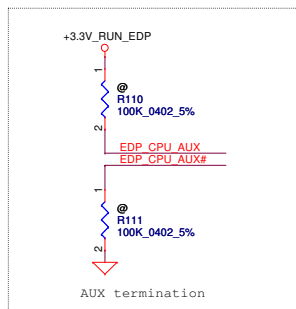 +3.3V_RUN_EDP
1
@
R110
100K_0402_5%
2
EDP_CPU_AUX
EDP_CPU_AUX#
1
@
R111
100K_0402_5%
2
AUX termination